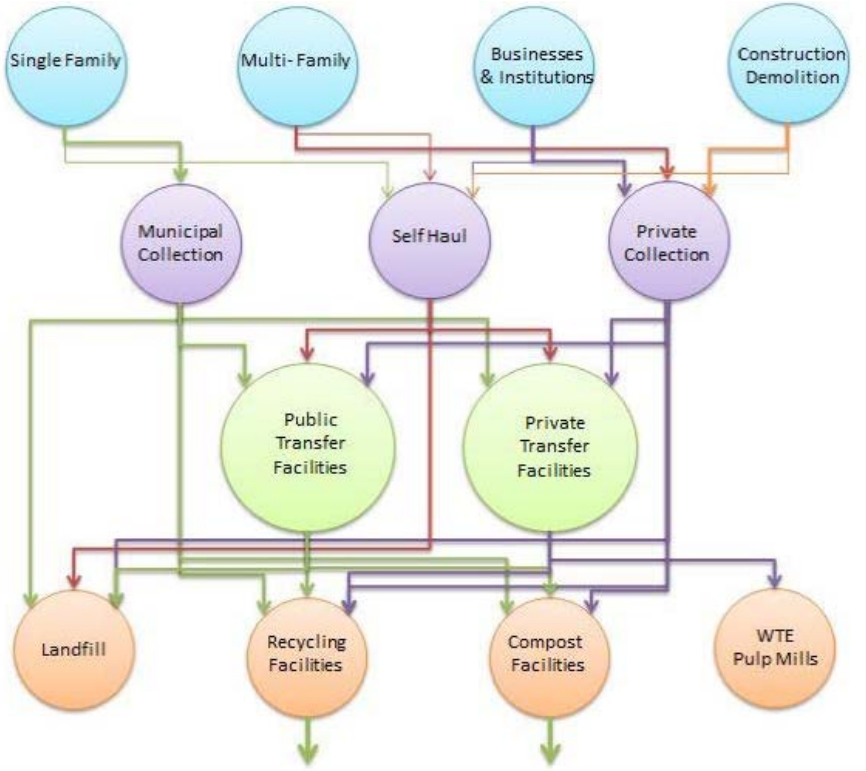 Single Family
Multi- Family
Businesses
& Institutions
Construction
Demolition
Municipal
Collection
Self Haul
Private
Collection
Public
Transfer
Facilities
Private
Transfer
Facilities
Landfill
Recycling
Facilities
Compost
Facilities
WTE
Pulp Mills